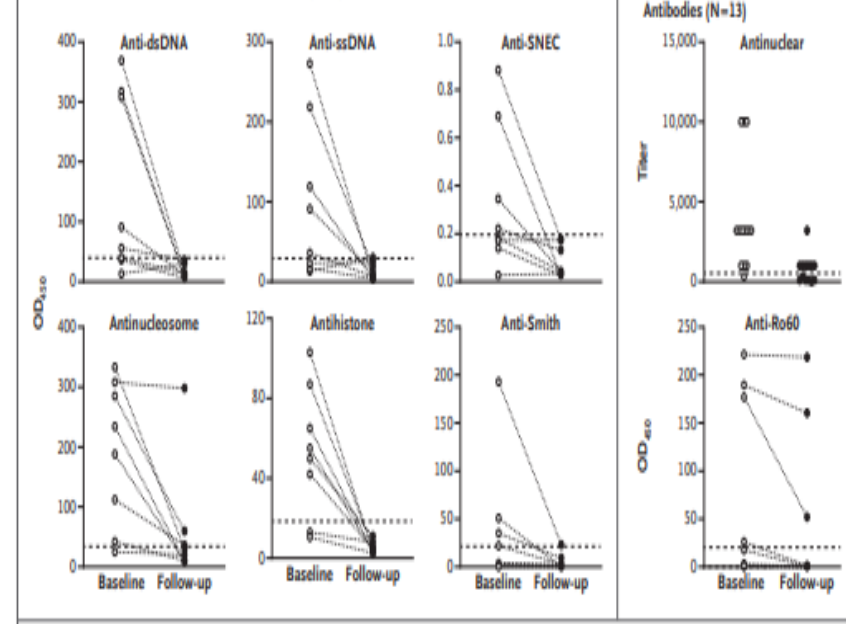 Antibodies (N=13)
Anti-dsDNA
400
300
200
100
0
Anti-ssDNA
300
200
100
0
Anti-SNEC
1.0
0.8
0.6
0.4
0.2
0.0
Antinuclear
15,000
10,000
5,000
0
Titer
OD450
Antinucleosome
400
300
200
100
0
Baseline Follow-up
Antihistone
120
80
40
0
Baseline Follow-up
Anti-Smith
250
200
150
100
50
0
Baseline Follow-up
Anti-Ro60
250
200
150
100
50
0
OD450
Baseline Follow-up